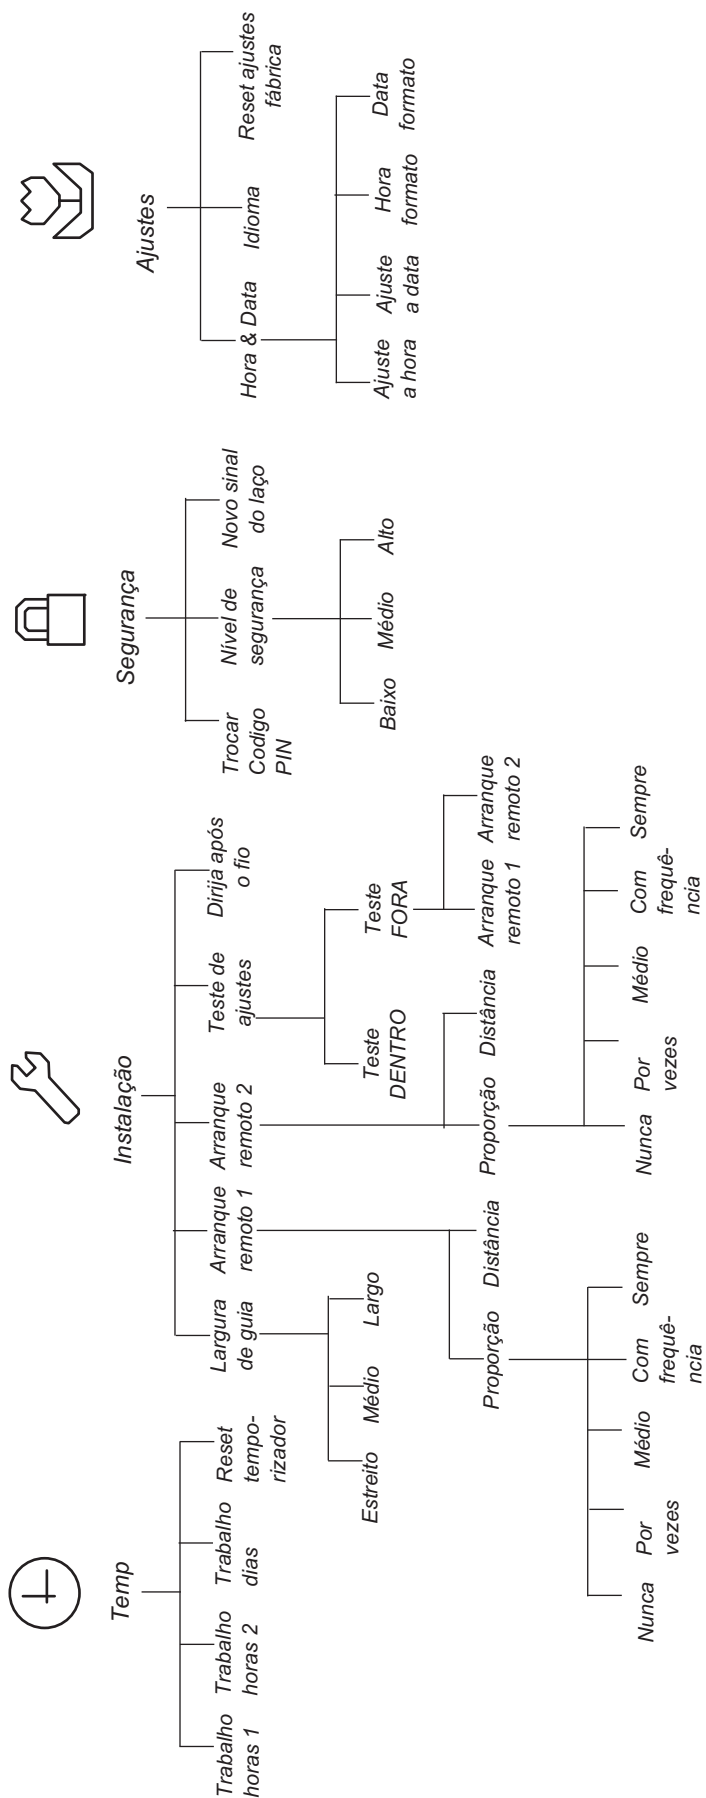 Temp
Trabalho
horas 1
Trabalho
horas 2
Trabalho
dias
Reset
tempo-
rizador
Instalação
Largura
de guia
Arranque
remoto 1
Arranque
remoto 2
Teste de
ajustes
Dirija após
o fio
Estreito
Médio
Largo
Teste
DENTRO
Teste
FORA
Proporção
Distância
Proporção
Distância
Arranque
remoto 1
Arranque
remoto 2
Nunca
Por
vezes
Médio
Com
frequê-
ncia
Sempre
Nunca
Por
vezes
Médio
Com
frequê-
ncia
Sempre
Segurança
Trocar
Codigo
PIN
Nível de
segurança
Novo sinal
do laço
Baixo
Médio
Alto
Ajustes
Hora & Data
Idioma
Reset ajustes
fábrica
Ajuste
a hora
Ajuste
a data
Hora
formato
Data
formato